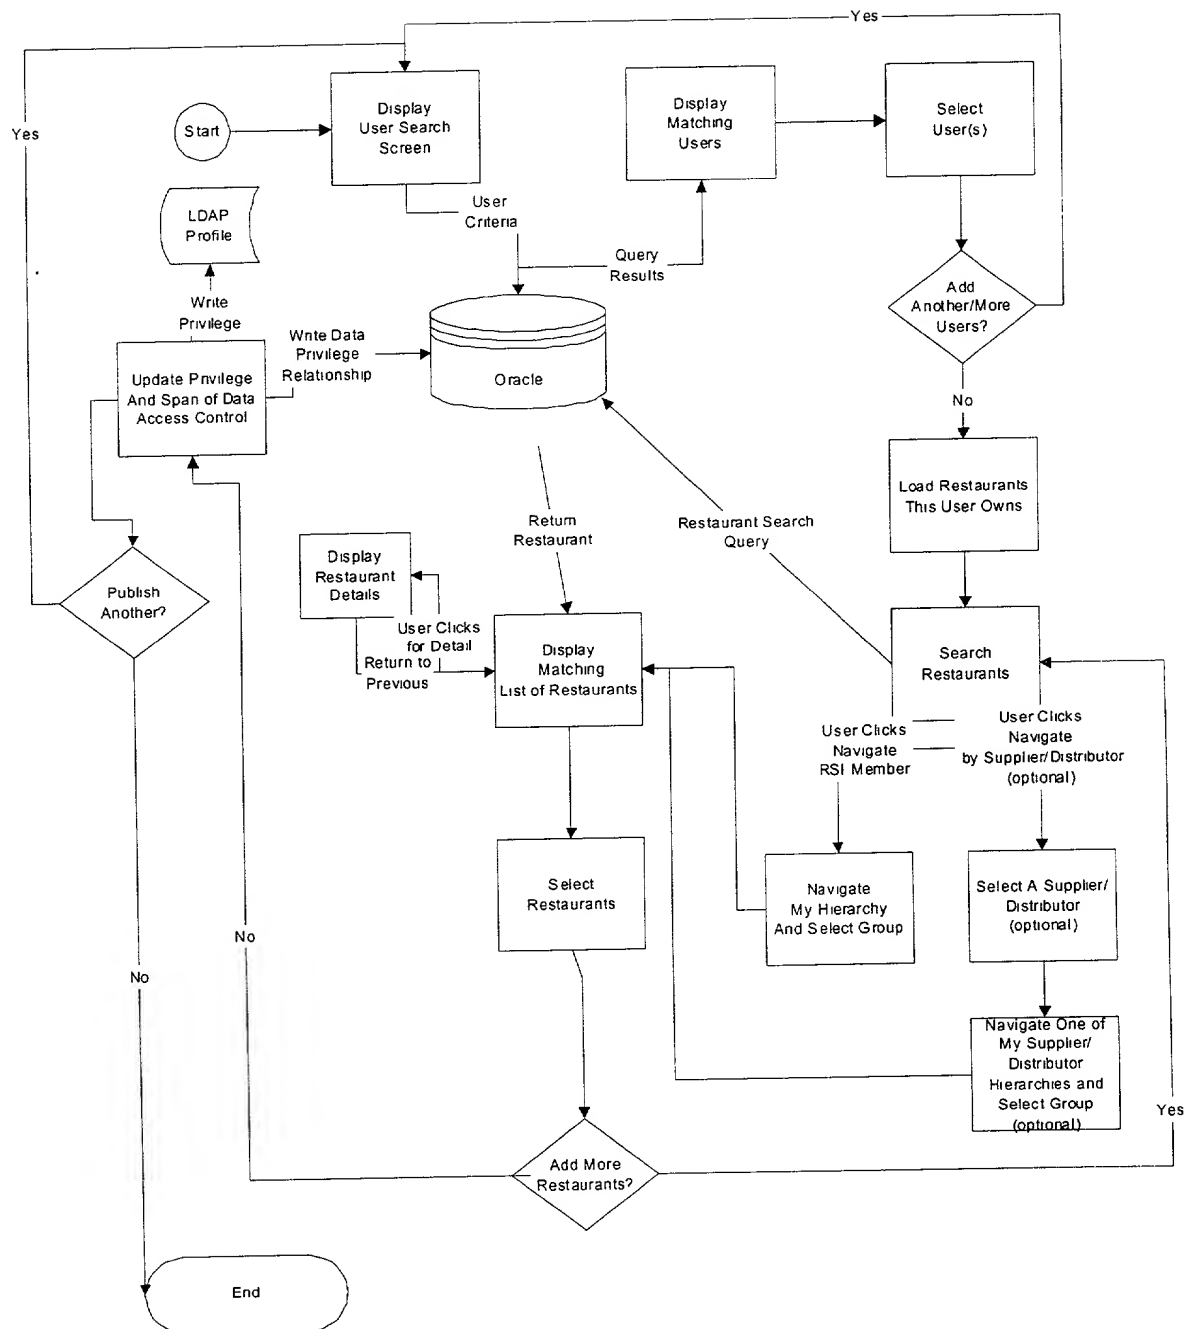 Yes
Yes
Start
Display
User Search
Screen
Display
Matching
Users
Select
User(s)
LDAP
Profile
User
Criteria
Query
Results
Add
Another/More
Users?
Write
Privilege
Write Data
Privilege
Relationship
Oracle
Update Privilege
And Span of Data
Access Control
No
Load Restaurants
This User Owns
Return
Restaurant
Restaurant Search
Query
Display
Restaurant
Details
Publish
Another?
User Clicks
for Detail
Return to
Previous
Display
Matching
List of Restaurants
Search
Restaurants
User Clicks
Navigate
RSI Member
User Clicks
Navigate
by Supplier/Distributor
(optional)
Select
Restaurants
Navigate
My Hierarchy
And Select Group
Select A Supplier/
Distributor
(optional)
No
No
Navigate One of
My Supplier/
Distributor
Hierarchies and
Select Group
(optional)
Yes
Add More
Restaurants?
End